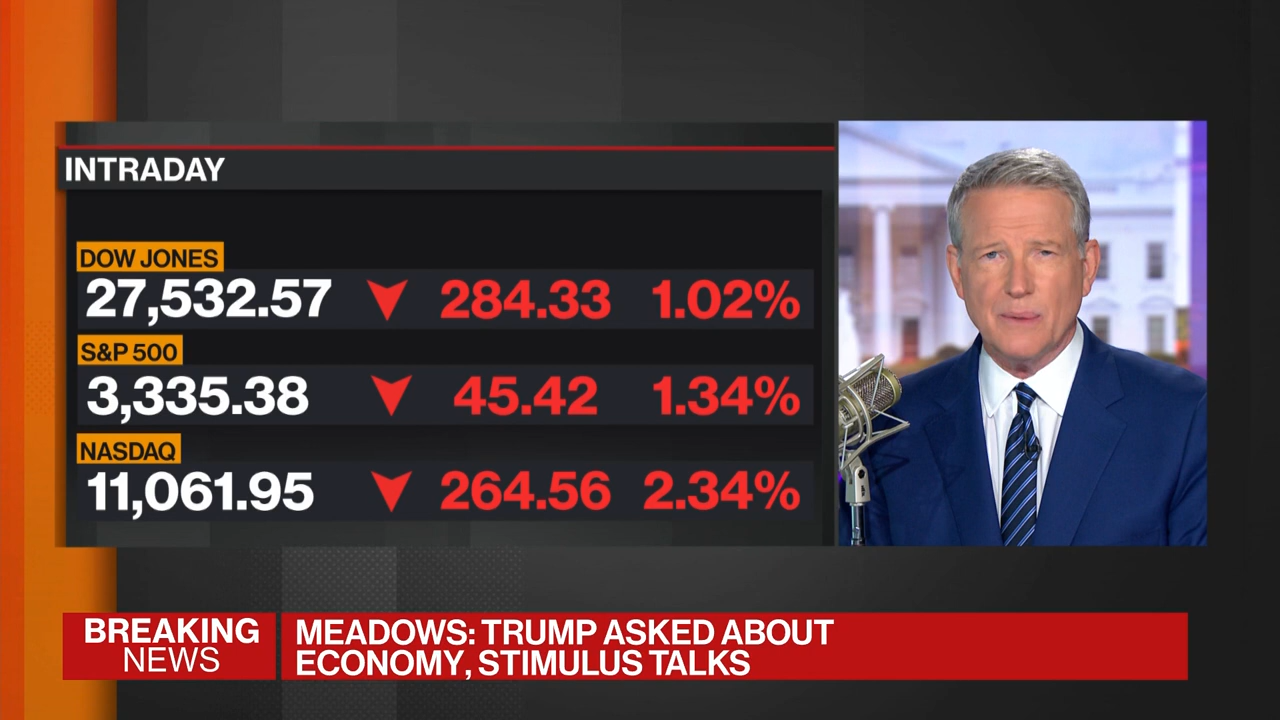 INTRADAY
DOW JONES
27,532.57 284.33 1.02%
S&P 500
3,335.38 45.42 1.34%
NASDAQ
11,061.95 264.56 2.34%
BREAKING
NEWS
MEADOWS: TRUMP ASKED ABOUT
ECONOMY, STIMULUS TALKS